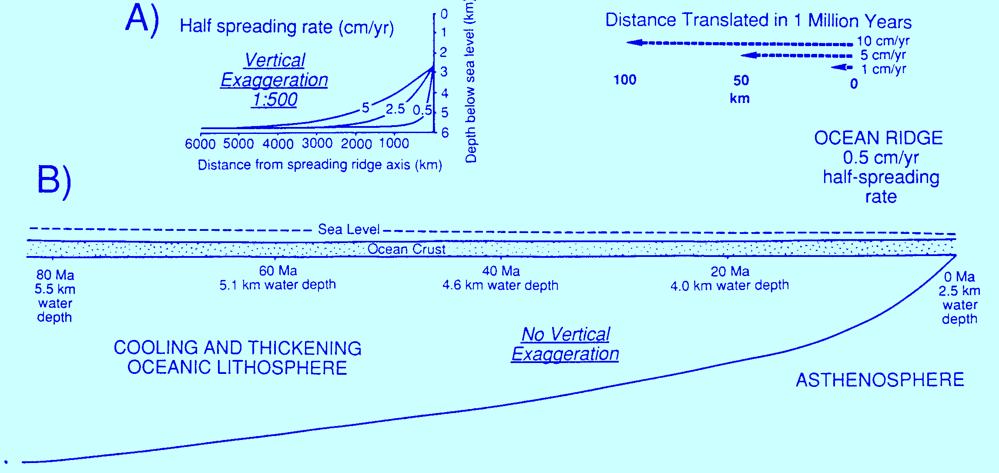 A)
Half spreading rate (cm/yr)
Vertical
Exaggeration
1:500
0
1
2
3
4
5
6
Depth below sea level (km)
5
2.5
0.5
6000 5000 4000 3000 2000 1000
Distance from spreading ridge axis (km)
Distance Translated in 1 Million Years
10 cm/yr
5 cm/yr
1 cm/yr
100 50 0
km
B)
OCEAN RIDGE
0.5 cm/yr
half-spreading
rate
Sea Level
Ocean Crust
80 Ma
5.5 km
water
depth
60 Ma
5.1 km water depth
40 Ma
4.6 km water depth
20 Ma
4.0 km water depth
0 Ma
2.5 km
water
depth
No Vertical
Exaggeration
COOLING AND THICKENING
OCEANIC LITHOSPHERE
ASTHENOSPHERE